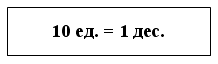 10 ед. = 1 дес.